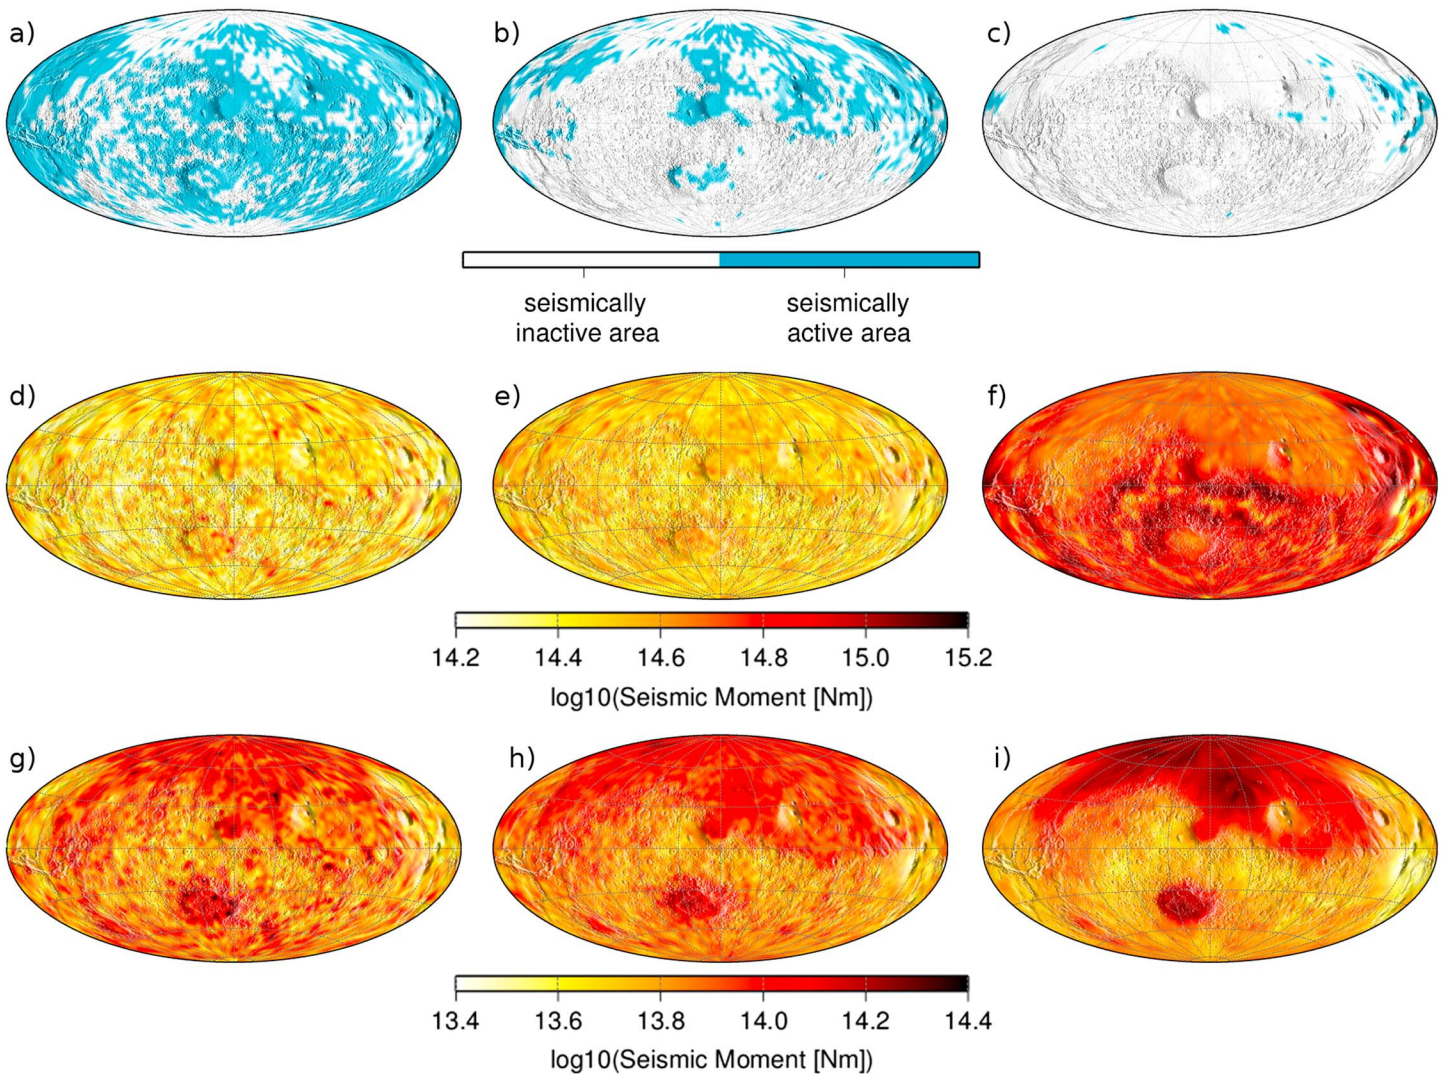 a) b) c)
seismically inactive area
seismically active area
d) e) f)
14.2 14.4 14.6 14.8 15.0 15.2
log10(Seismic Moment [Nm])
g) h) i)
13.4 13.6 13.8 14.0 14.2 14.4
log10(Seismic Moment [Nm])